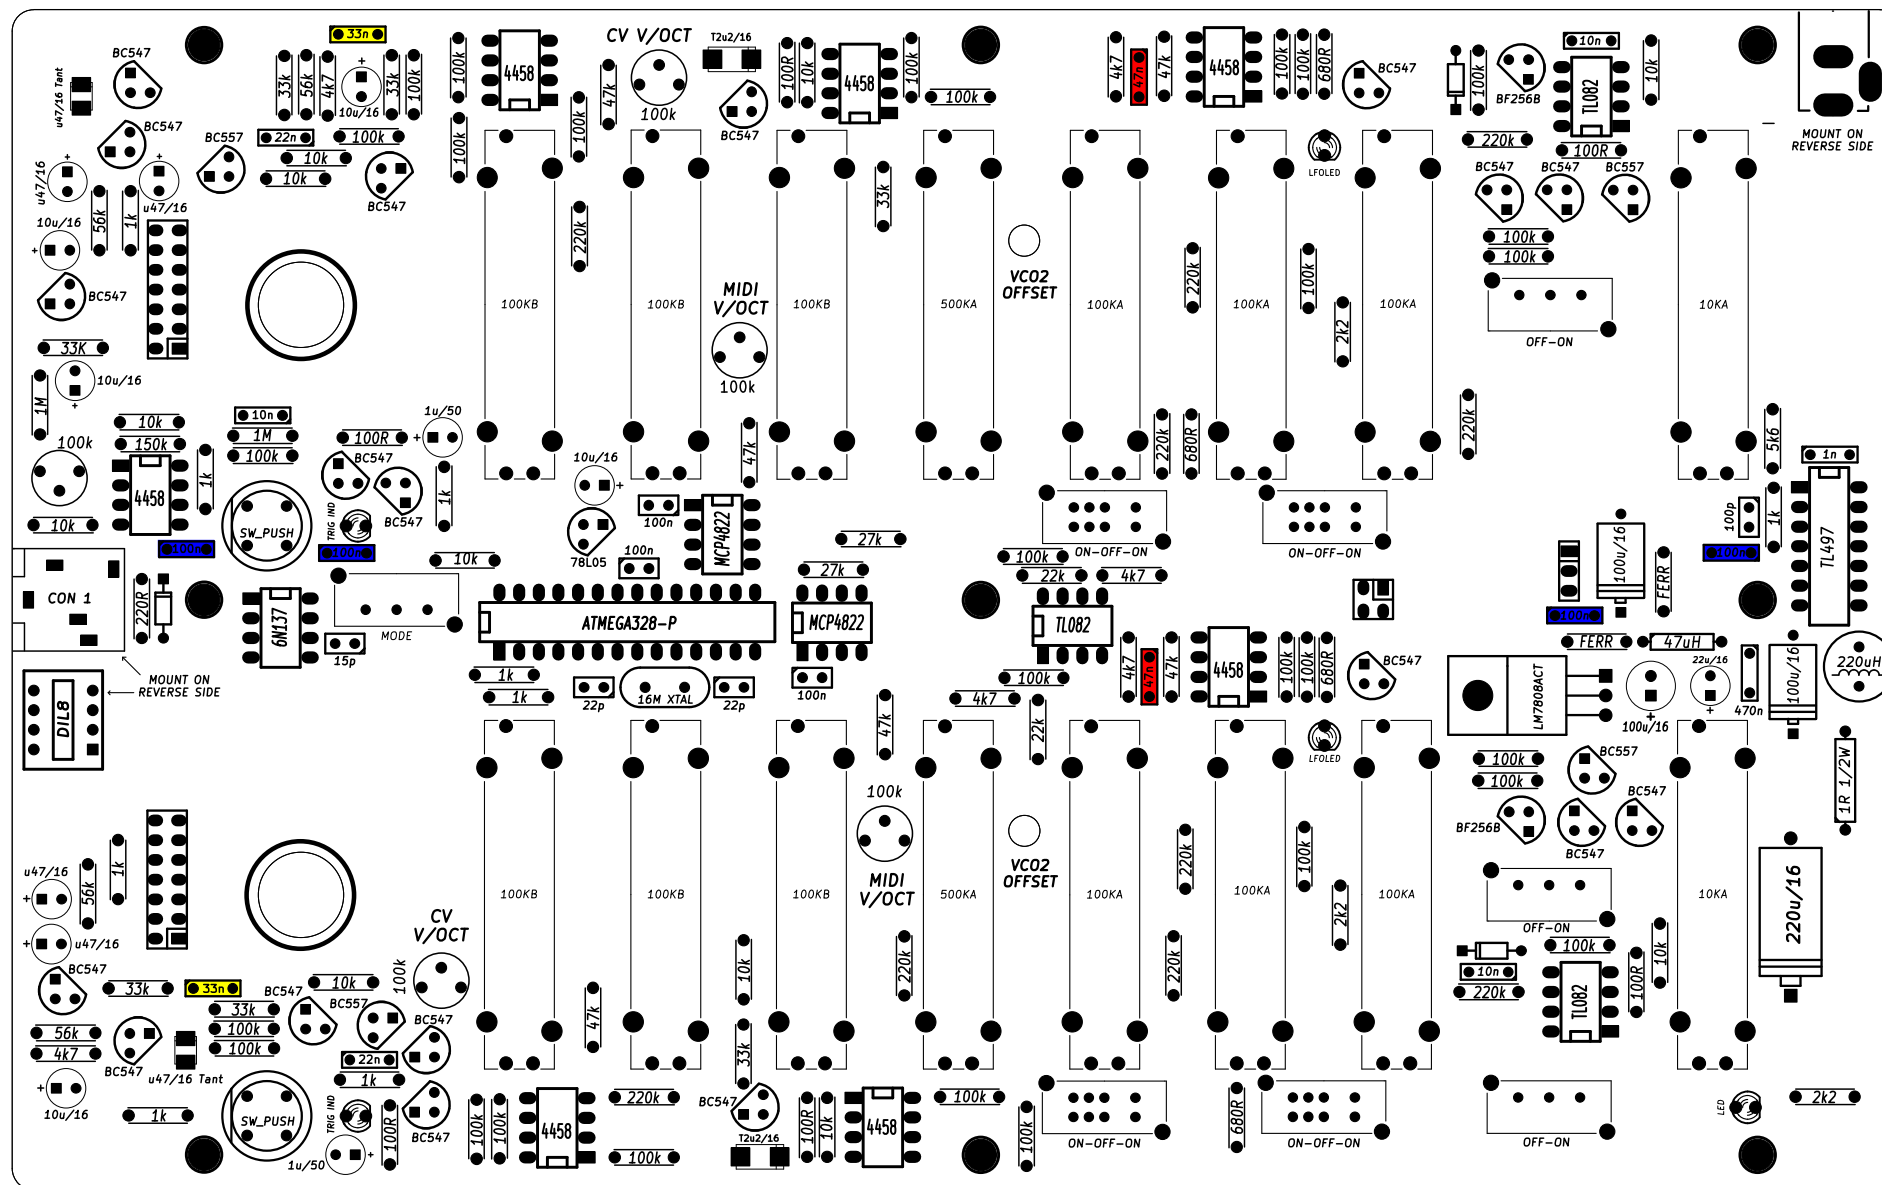 33n
CV V/OCT
T2u2/16
BC547
u47/16 Tant
33k
56k
4k7
10u/16
33k
100k
100k
4458
47k
100k
100R
10k
4458
100k
100k
BC547
4k7
47n
47k
4458
100k
100k
680R
BC547
100k
BF256B
10n
TL082
10k
MOUNT ON
REVERSE SIDE
BC547
BC557
22n
100k
10k
10k
BC547
100k
100k
220k
100R
u47/16
u47/16
56k
1k
10u/16
BC547
220k
33k
LFOLED
BC547
BC547
BC557
100k
100k
VCO2
OFFSET
220k
100k
2k2
MIDI
V/OCT
100k
100KB
100KB
100KB
500KA
100KA
100KA
100KA
10KA
OFF-ON
33K
10u/16
1M
10k
150k
100k
4458
10k
1k
10n
1M
100k
100R
1u/50
BC547
BC547
1k
SW_PUSH
TRIG IND
100n
100n
10k
10u/16
78L05
100n
100n
MCP4822
47k
27k
27k
220k
680R
220k
ON-OFF-ON
ON-OFF-ON
5k6
1n
100p
1k
TL497
100n
100u/16
FERR
100n
CON 1
220R
6N137
MODE
15p
ATMEGA328-P
MCP4822
100n
100k
22k
4k7
TL082
100k
4k7
22k
MOUNT ON
REVERSE SIDE
DIL8
1k
1k
22p
16M XTAL
22p
47k
4k7
47n
47k
4458
100k
100k
680R
BC547
FERR
47uH
LM7808ACT
100u/16
22u/16
470n
100u/16
220uH
1R 1/2W
LFOLED
100k
100k
BC557
BC547
BF256B
BC547
100k
MIDI
V/OCT
VCO2
OFFSET
220k
100k
2k2
100KB
100KB
100KB
500KA
100KA
100KA
100KA
10KA
OFF-ON
220u/16
u47/16
56k
1k
u47/16
BC547
33k
33n
CV
V/OCT
100k
10k
BC547
BC557
33k
100k
100k
BC547
56k
4k7
10u/16
BC547
u47/16 Tant
22n
1k
BC547
1k
SW_PUSH
TRIG IND
1u/50
100R
47k
10k
33k
220k
220k
100k
10n
220k
TL082
100R
10k
100k
100k
4458
220k
100k
BC547
T2u2/16
100R
10k
4458
100k
100k
ON-OFF-ON
680R
ON-OFF-ON
OFF-ON
LED
2k2